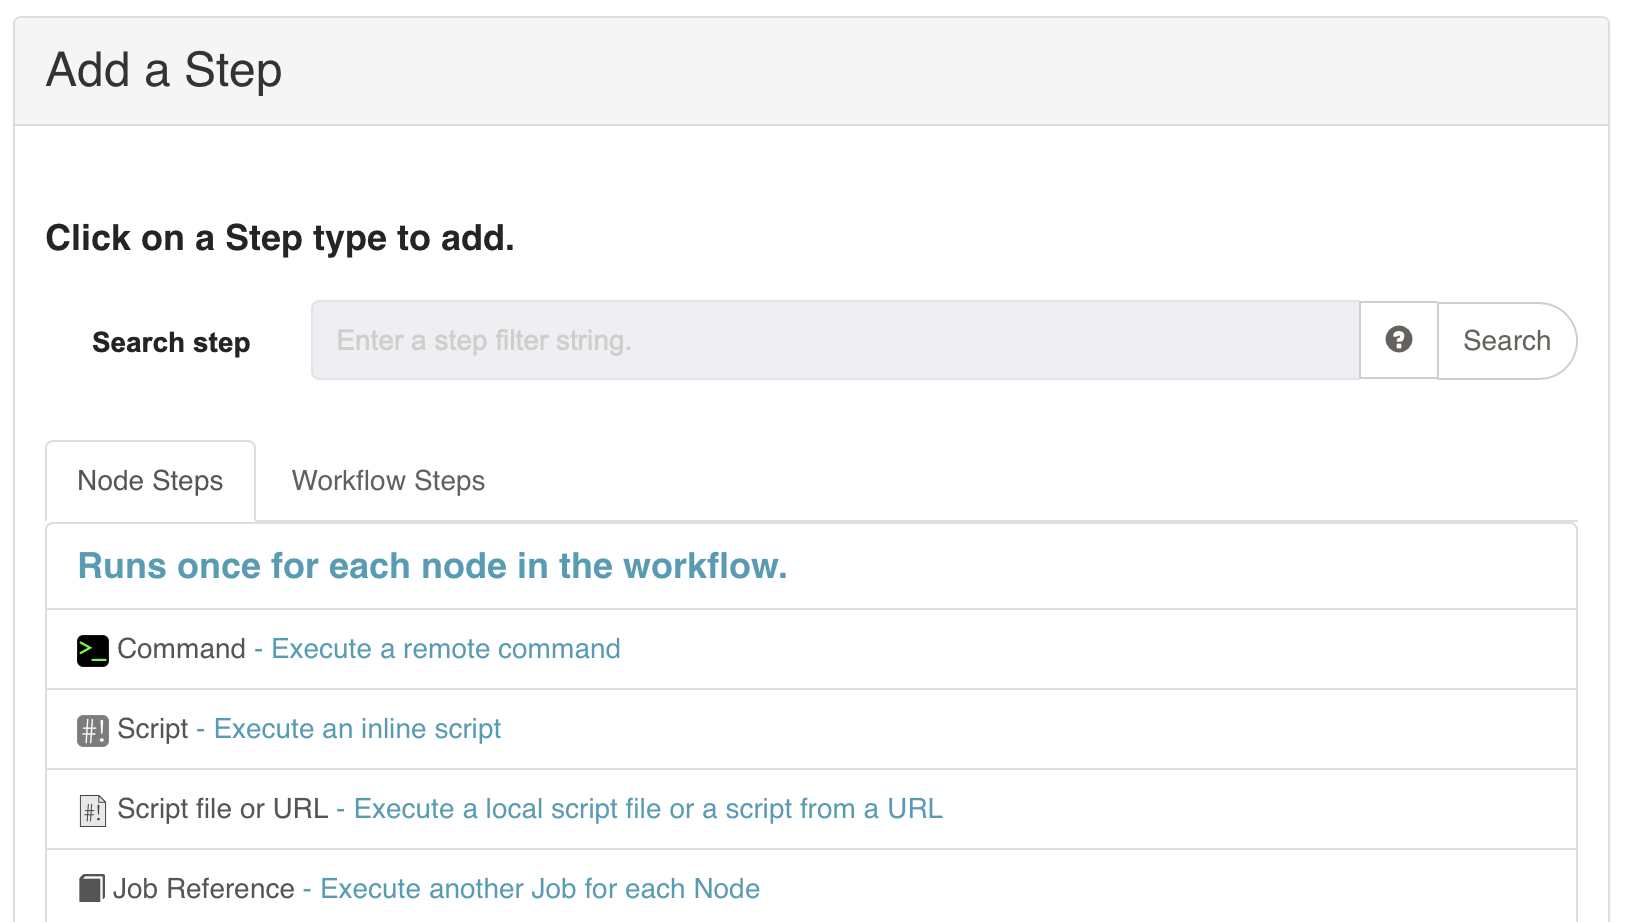 Add a Step
Click on a Step type to add.
Search step
Enter a step filter string.
?
Search
Node Steps
Workflow Steps
Runs once for each node in the workflow.
>_ Command - Execute a remote command
#! Script - Execute an inline script
#! Script file or URL - Execute a local script file or a script from a URL
Job Reference - Execute another Job for each Node